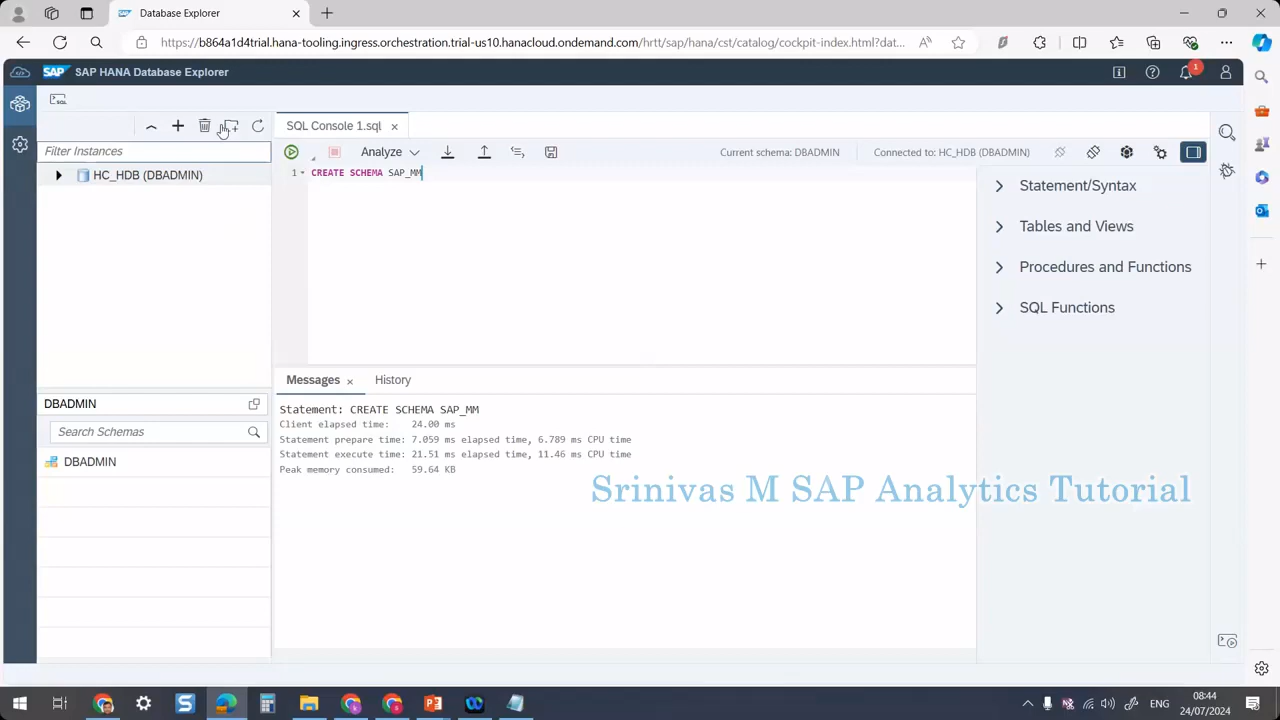 Database Explorer
https://b864a1d4trial.hana-tooling.ingress.orchestration.trial-us10.hanacloud.ondemand.com/hrtt/sap/hana/cst/catalog/cockpit-index.html?dat...
SAP SAP HANA Database Explorer
1
SQL
SQL Console 1.sql
Analyze
Current schema: DBADMIN
Connected to: HC_HDB (DBADMIN)
Filter Instances
HC_HDB (DBADMIN)
1 CREATE SCHEMA SAP_MM
Statement/Syntax
Tables and Views
Procedures and Functions
SQL Functions
Messages
History
DBADMIN
Search Schemas
DBADMIN
Statement: CREATE SCHEMA SAP_MM
Client elapsed time: 24.00 ms
Statement prepare time: 7.059 ms elapsed time, 6.789 ms CPU time
Statement execute time: 21.51 ms elapsed time, 11.46 ms CPU time
Peak memory consumed: 59.64 KB
Srinivas M SAP Analytics Tutorial
ENG
08:44
24/07/2024